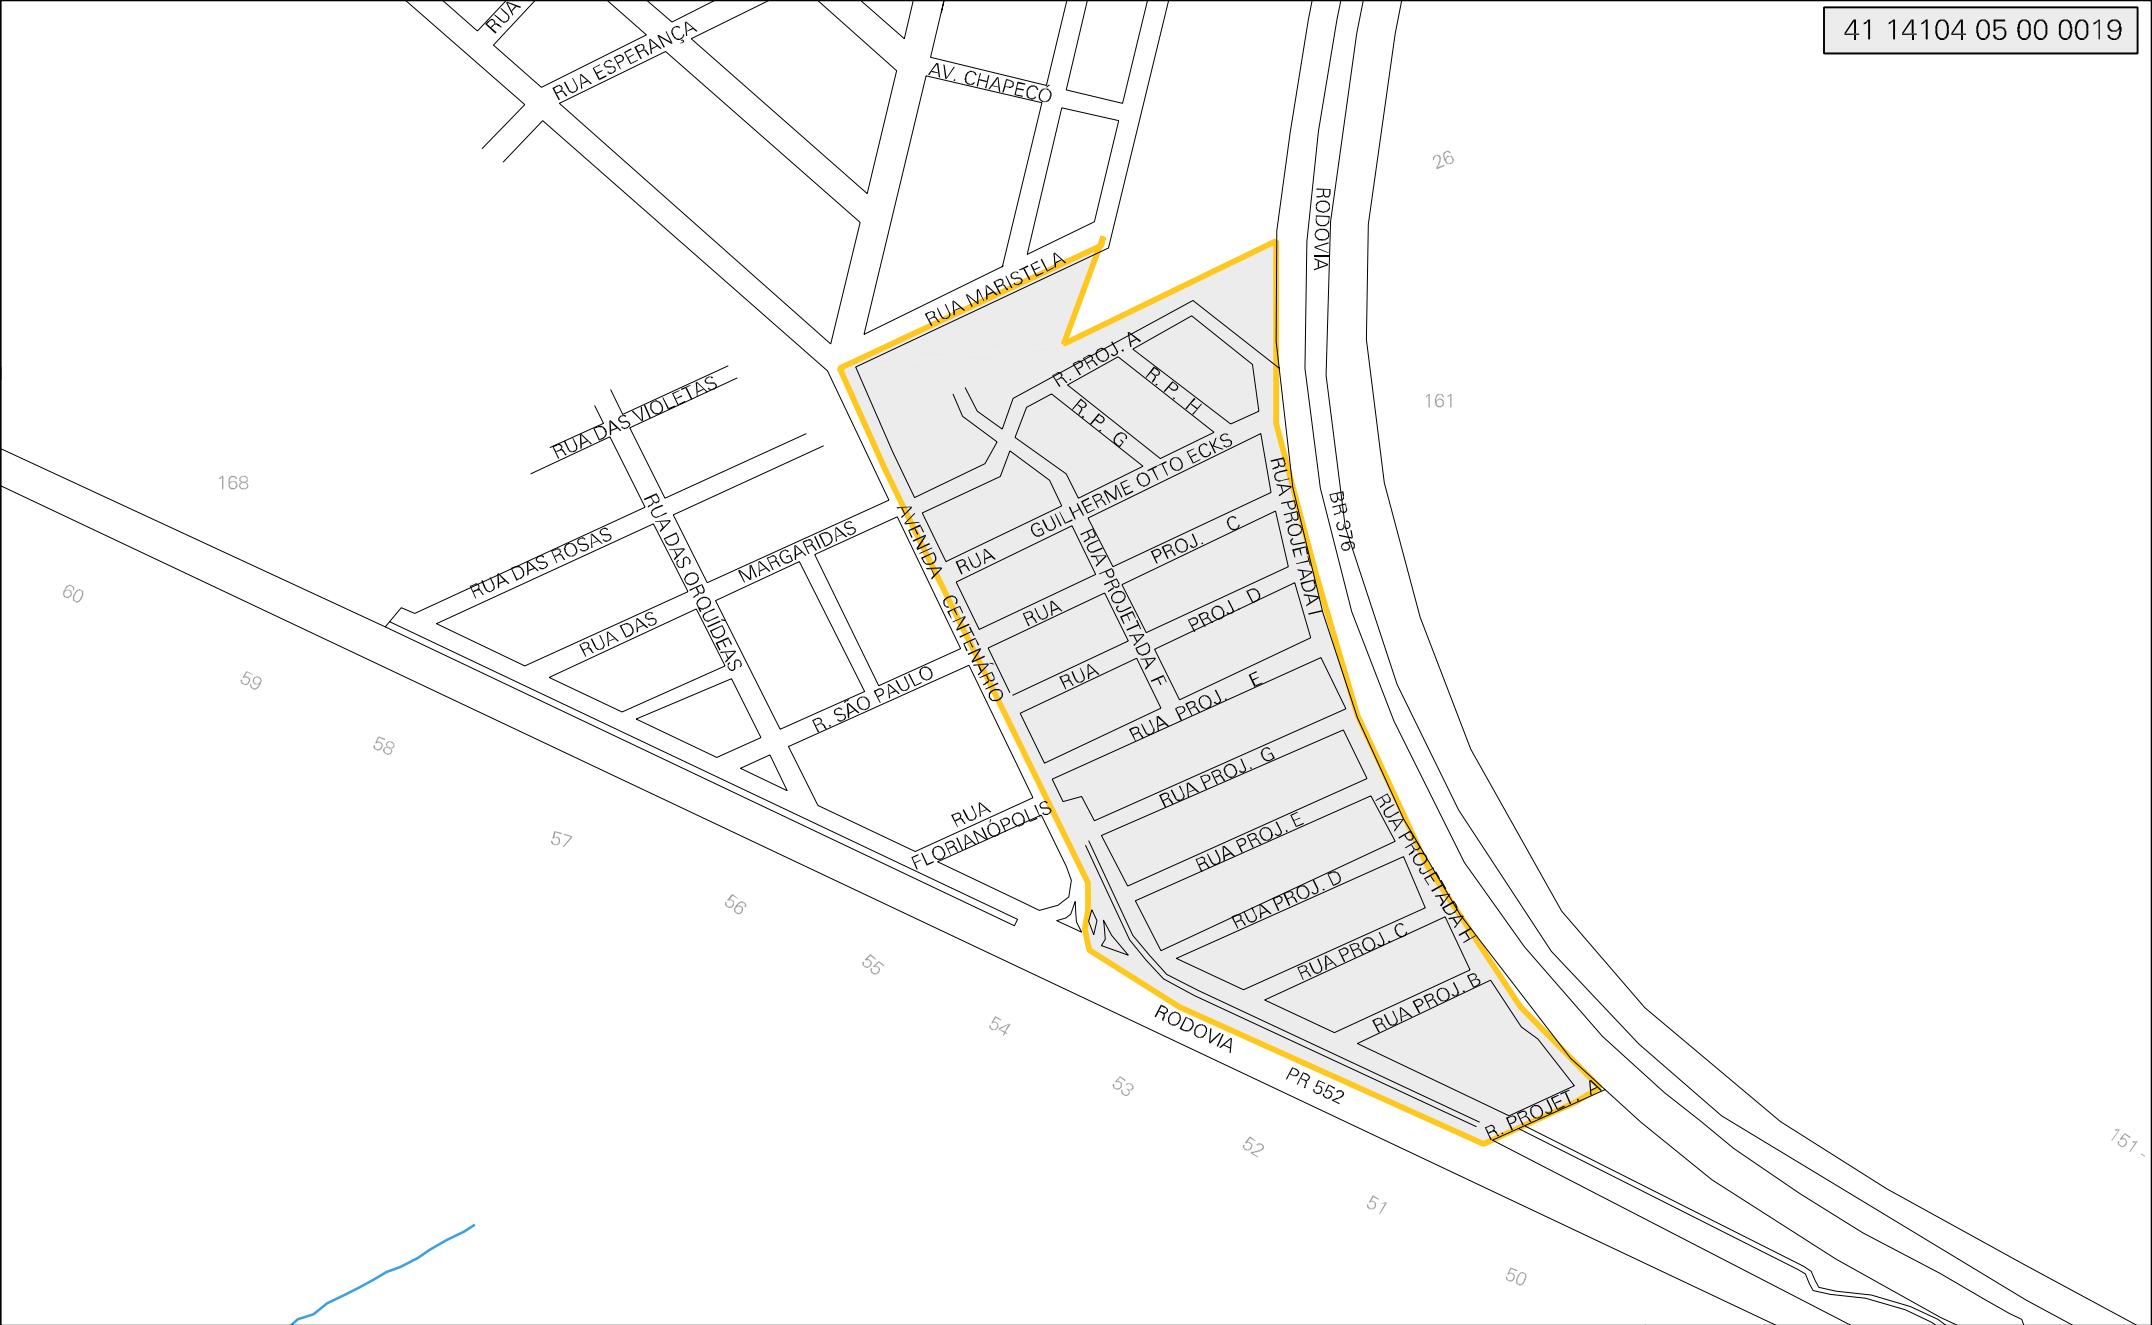 41 14104 05 00 0019
RUA
RUA ESPERANÇA
AV. CHAPECÓ
26
RODOVIA
RUA MARISTELA
R. PROJ. A
R. P. H
R. P. G
161
RUA DAS VIOLETAS
168
RUA GUILHERME OTTO ECKS
RUA PROJETADA I
BR 376
RUA DAS ORQUÍDEAS
AVENIDA CENTENÁRIO
RUA DAS ROSAS
RUA DAS MARGARIDAS
RUA PROJ. C
RUA PROJETADA F
RUA PROJ. D
60
59
58
57
56
55
54
53
52
51
50
R. SÃO PAULO
RUA PROJ. E
RUA PROJ. G
RUA
FLORIANÓPOLIS
RUA PROJ. E
RUA PROJETADA H
RUA PROJ. D
RUA PROJ. C
RUA PROJ. B
RODOVIA
PR 552
R. PROJET. A
151 -